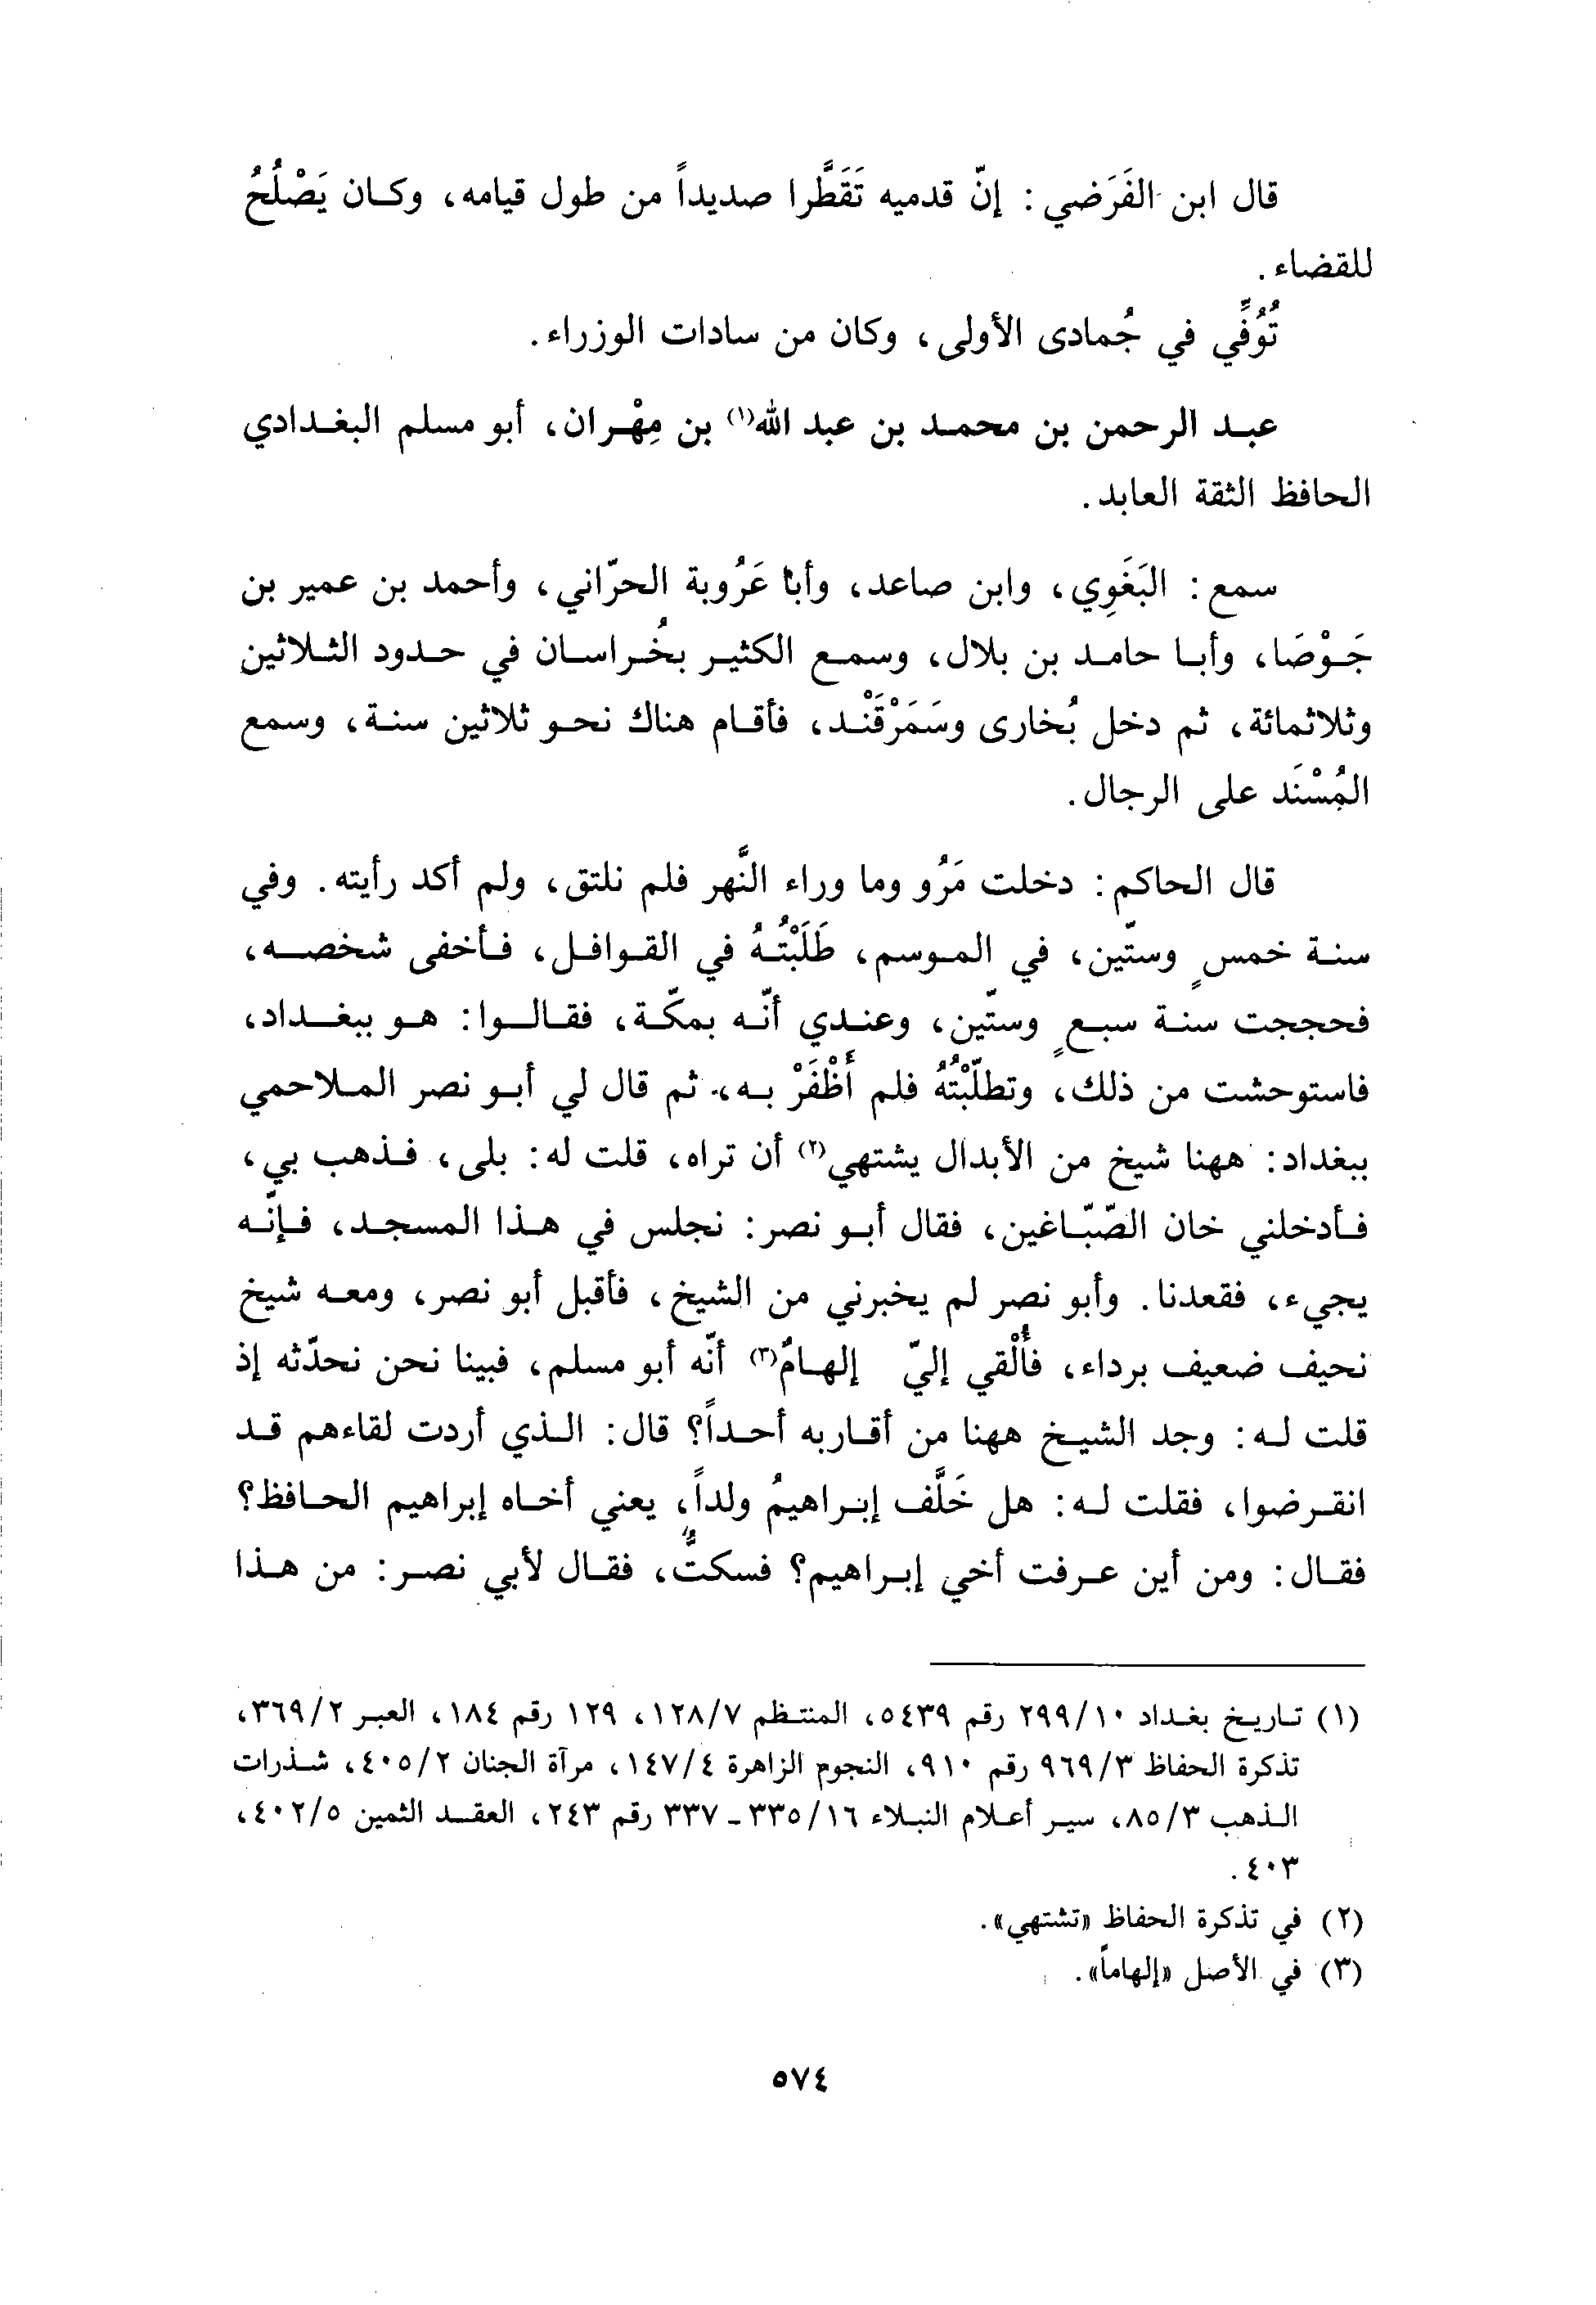 قال ابن الفَرَضي : إنّ قدميه تَقَطَّرا صديداً من طول قيامه، وكان يَصْلُحُ
للقضاء .
تُوُفِّي في جُمادى الأولى، وكان من سادات الوزراء .
عبد الرحمن بن محمد بن عبد الله(١) بن مِهْران، أبو مسلم البغدادي
الحافظ الثقة العابد .
سمع : البَغَوِي، وابن صاعد، وأبا عَرُوبة الحرّاني، وأحمد بن عمير بن
جَوْصَا، وأبا حامد بن بلال، وسمع الكثير بخُراسان في حدود الثلاثين
وثلاثمائة، ثم دخل بُخارى وسَمَرْقَنْد، فأقام هناك نحو ثلاثين سنة، وسمع
المُسْنَد على الرجال .
قال الحاكم : دخلت مَرُو وما وراء النَّهر فلم نلتق، ولم أكد رأيته . وفي
سنة خمسٍ وستّين، في الموسم، طَلَبْتُهُ في القوافل، فأخفى شخصه،
فحججت سنة سبعٍ وستّين، وعندي أنّه بمكّة، فقالوا : هو ببغداد،
فاستوحشت من ذلك، وتطلّبْتُهُ فلم أَظْفَرْ به، ثم قال لي أبو نصر الملاحمي
ببغداد : ههنا شيخ من الأبدال يشتهي(٢) أن تراه، قلت له : بلى، فذهب بي،
فأدخلني خان الصّبّاغين، فقال أبو نصر : نجلس في هذا المسجد، فإنّه
يجيء، فقعدنا . وأبو نصر لم يخبرني من الشيخ، فأقبل أبو نصر، ومعه شيخ
نحيف ضعيف برداء، فأُلْقي إليّ إلهامٌ(٣) أنّه أبو مسلم، فبينا نحن نحدّثه إذ
قلت له : وجد الشيخ ههنا من أقاربه أحداً؟ قال : الذي أردت لقاءهم قد
انقرضوا، فقلت له : هل خَلَّف إبراهيمُ ولداً، يعني أخاه إبراهيم الحافظ؟
فقال : ومن أين عرفت أخي إبراهيم؟ فسكتُّ، فقال لأبي نصر : من هذا
(١) تاريخ بغداد ٢٩٩/١٠ رقم ٥٤٣٩، المنتظم ١٢٨/٧، ١٢٩ رقم ١٨٤، العبر ٣٦٩/٢،
تذكرة الحفاظ ٩٦٩/٣ رقم ٩١٠، النجوم الزاهرة ١٤٧/٤، مرآة الجنان ٤٠٥/٢، شذرات
الذهب ٨٥/٣، سير أعلام النبلاء ٣٣٥/١٦ - ٣٣٧ رقم ٢٤٣، العقد الثمين ٤٠٢/٥،
٤٠٣ .
(٢) في تذكرة الحفاظ «تشتهي» .
(٣) في الأصل «إلهاماً» .
٥٧٤